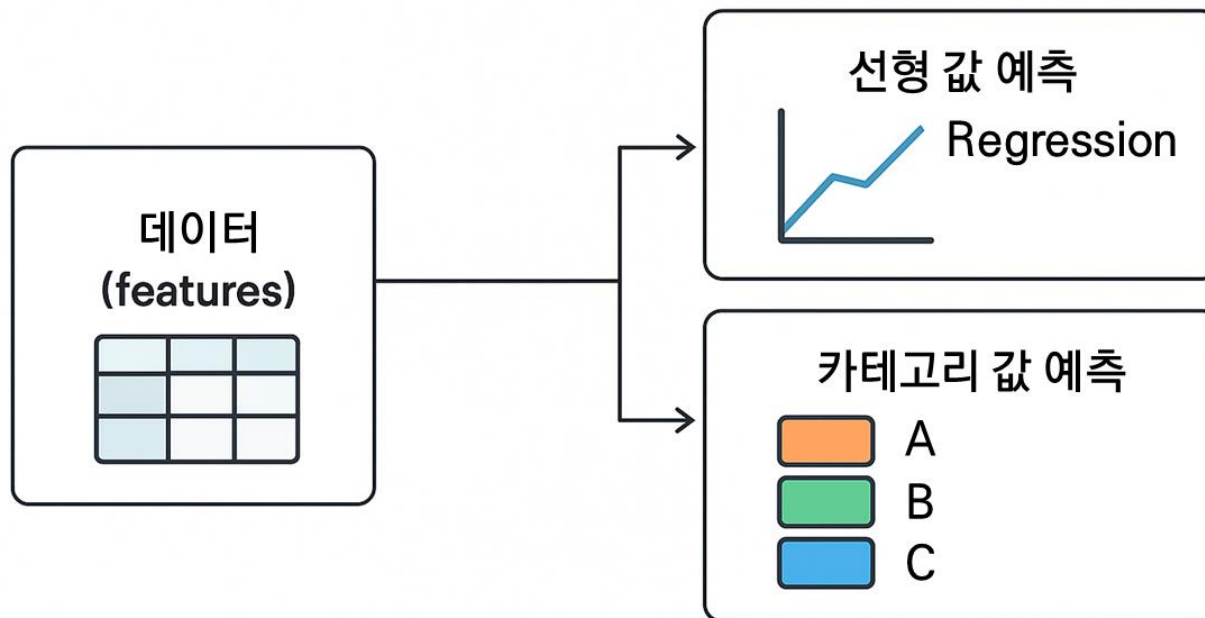 데이터
(features)
선형 값 예측
Regression
카테고리 값 예측
A
B
C